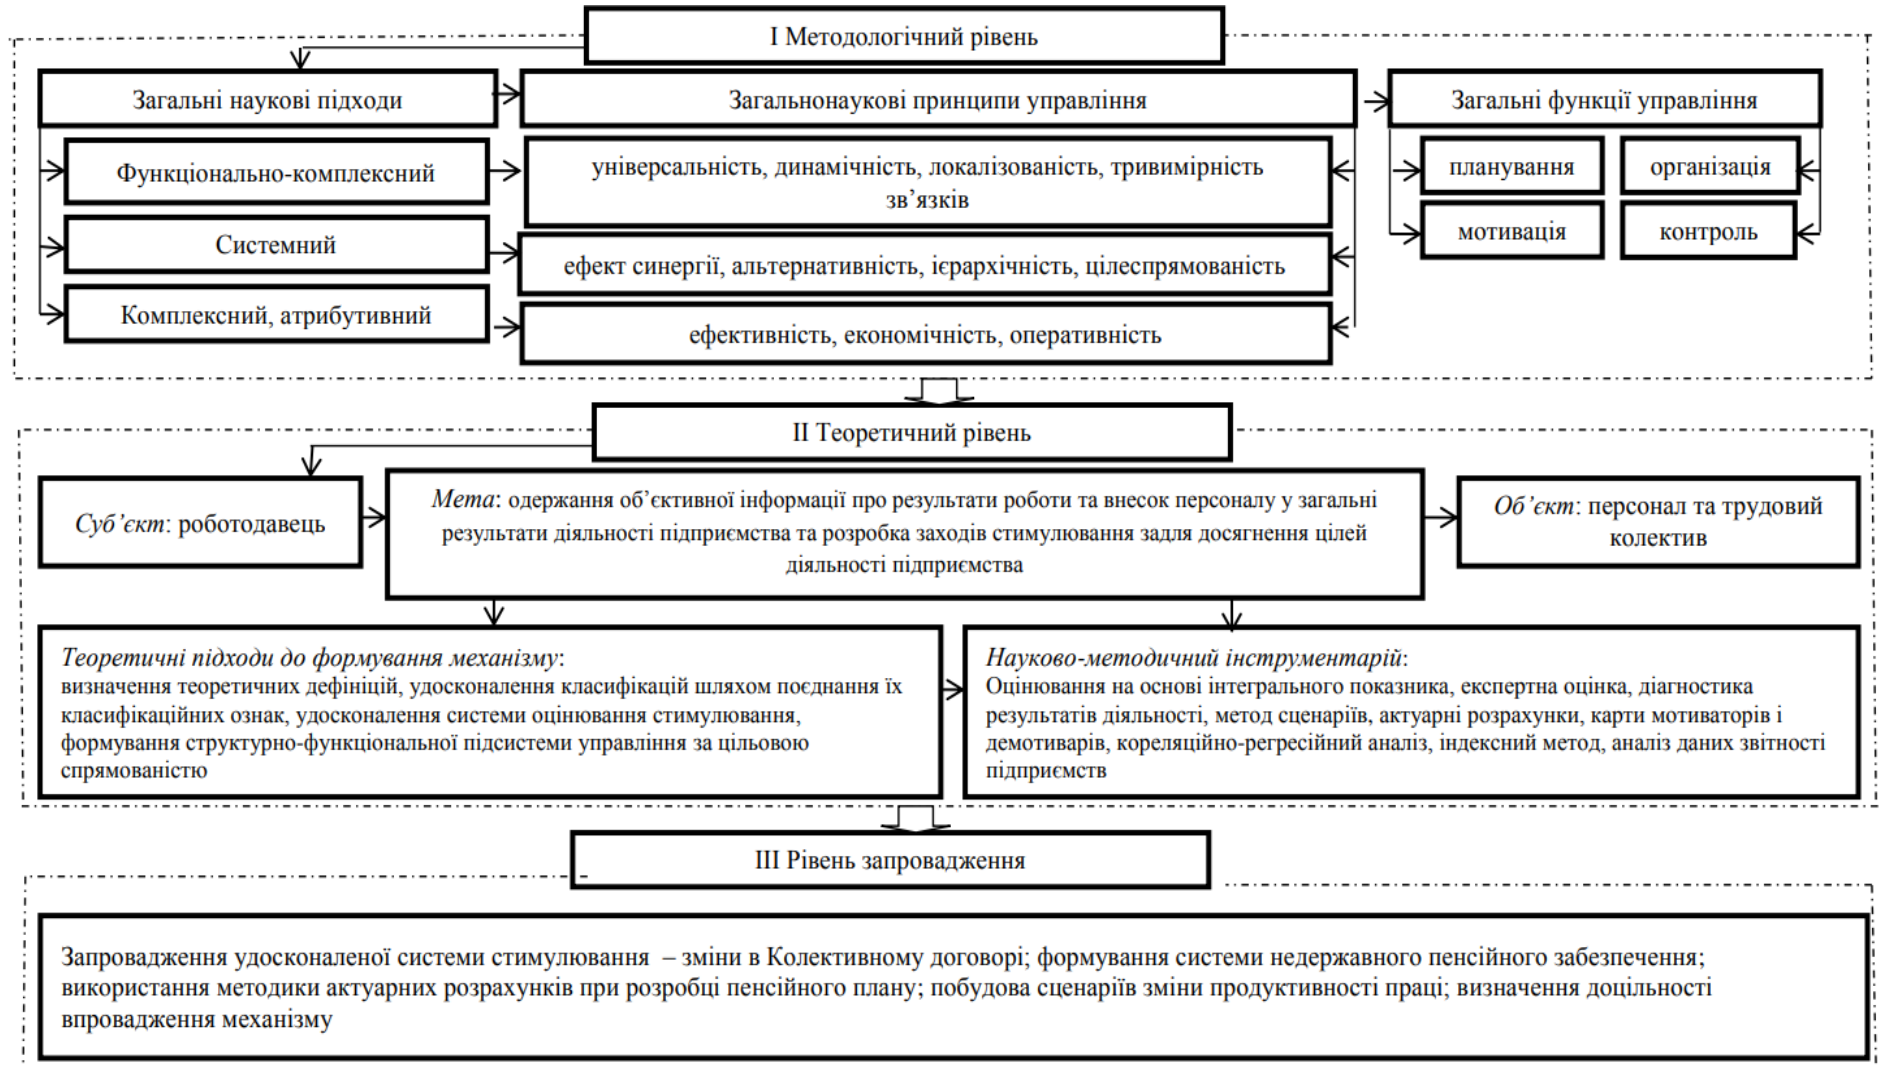 І Методологічний рівень
Загальні наукові підходи
Загальнонаукові принципи управління
Загальні функції управління
Функціонально-комплексний
універсальність, динамічність, локалізованість, тривимірність
зв’язків
планування
організація
Системний
ефект синергії, альтернативність, ієрархічність, цілеспрямованість
мотивація
контроль
Комплексний, атрибутивний
ефективність, економічність, оперативність
ІІ Теоретичний рівень
Суб’єкт: роботодавець
Мета: одержання об’єктивної інформації про результати роботи та внесок персоналу у загальні
результати діяльності підприємства та розробка заходів стимулювання задля досягнення цілей
діяльності підприємства
Об’єкт: персонал та трудовий
колектив
Теоретичні підходи до формування механізму:
визначення теоретичних дефініцій, удосконалення класифікацій шляхом поєднання їх
класифікаційних ознак, удосконалення системи оцінювання стимулювання,
формування структурно-функціональної підсистеми управління за цільовою
спрямованістю
Науково-методичний інструментарій:
Оцінювання на основі інтегрального показника, експертна оцінка, діагностика
результатів діяльності, метод сценаріїв, актуарні розрахунки, карти мотиваторів і
демотиварів, кореляційно-регресійний аналіз, індексний метод, аналіз даних звітності
підприємств
ІІІ Рівень запровадження
Запровадження удосконаленої системи стимулювання – зміни в Колективному договорі; формування системи недержавного пенсійного забезпечення;
використання методики актуарних розрахунків при розробці пенсійного плану; побудова сценаріїв зміни продуктивності праці; визначення доцільності
впровадження механізму